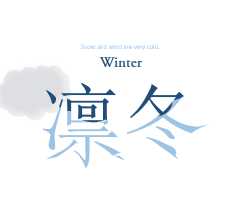 Snow and wind are very cold.
Winter
凛冬